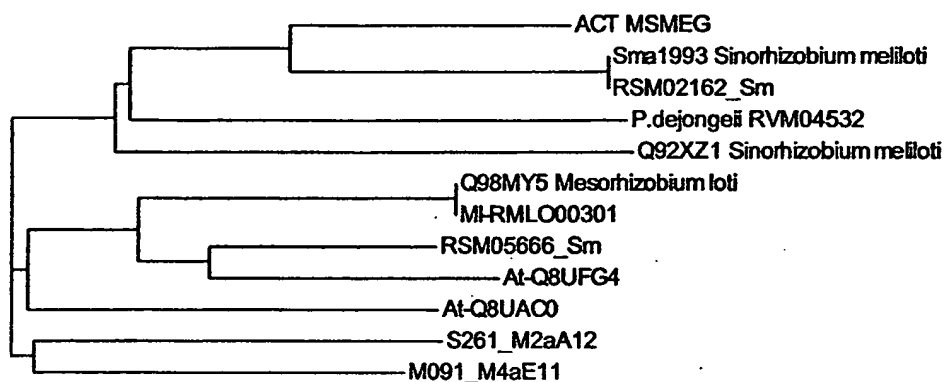 ACT MSMEG
Sma1993 Sinorhizobium meliloti
RSM02162_Sm
P.dejongeii RVM04532
Q92XZ1 Sinorhizobium meliloti
Q98MY5 Mesorhizobium loti
Ml-RMLO00301
RSM05666_Sm
At-Q8UFG4
At-Q8UAC0
S261_M2aA12
M091_M4aE11